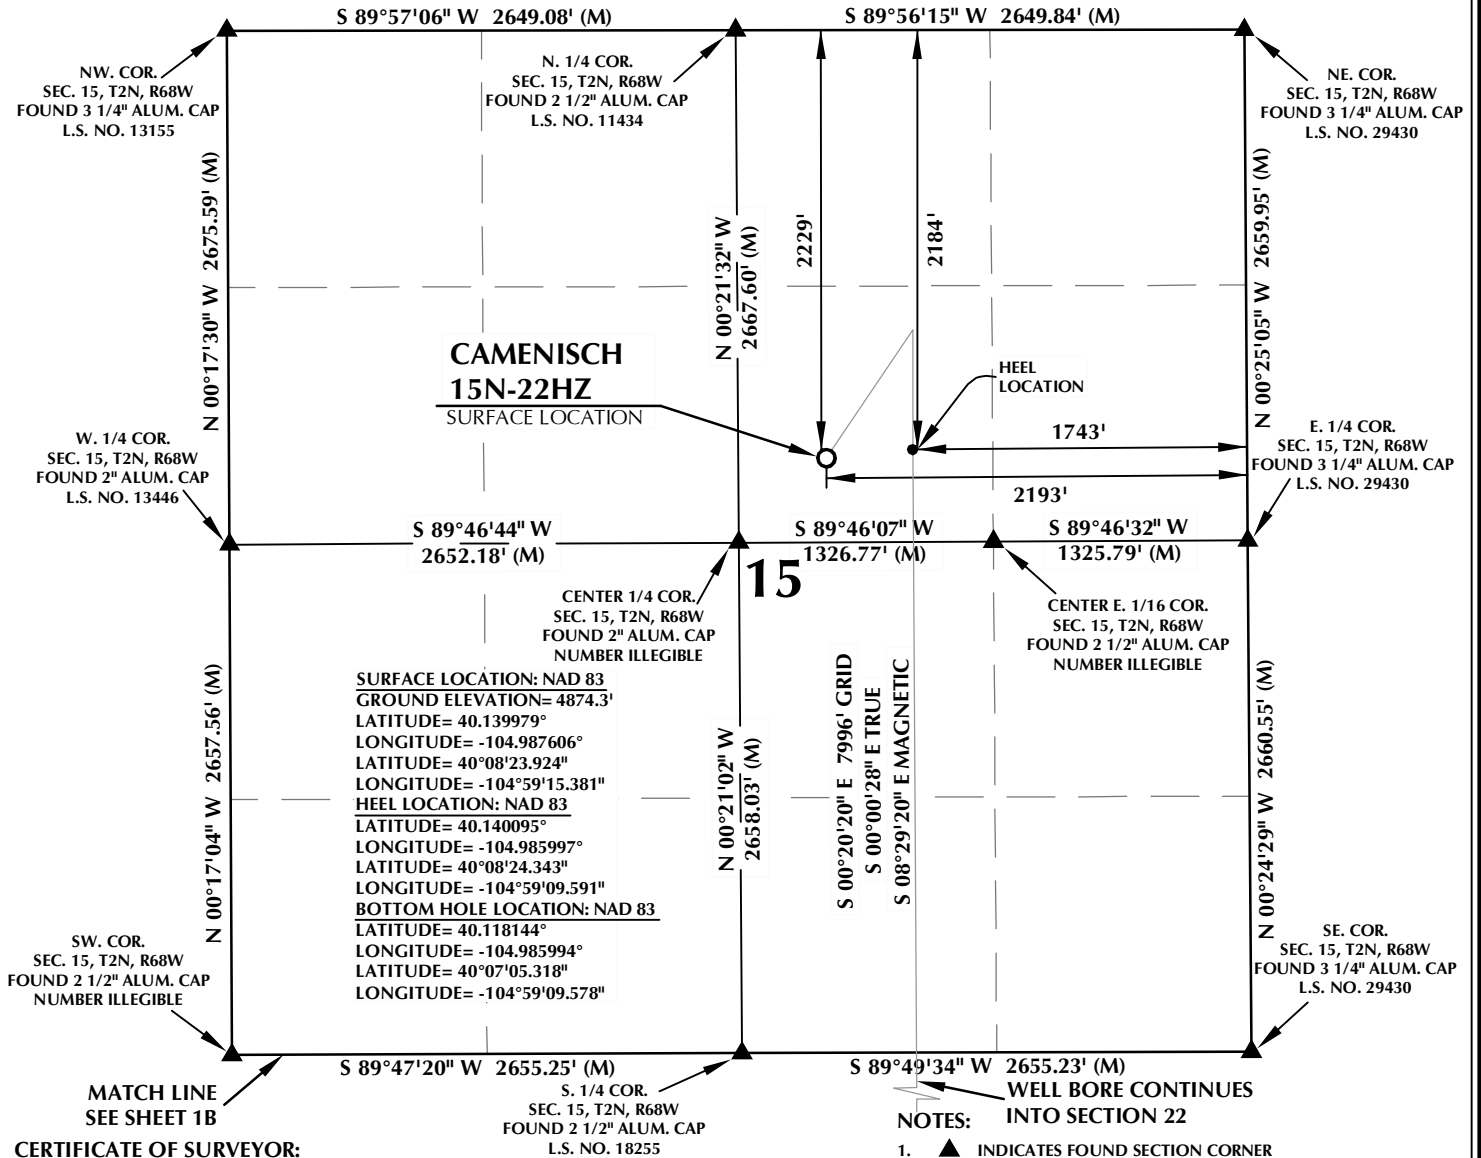 S 89°57'06" W 2649.08' (M)
S 89°56'15" W 2649.84' (M)
NW. COR.
SEC. 15, T2N, R68W
FOUND 3 1/4" ALUM. CAP
L.S. NO. 13155
N. 1/4 COR.
SEC. 15, T2N, R68W
FOUND 2 1/2" ALUM. CAP
L.S. NO. 11434
NE. COR.
SEC. 15, T2N, R68W
FOUND 3 1/4" ALUM. CAP
L.S. NO. 29430
N 00°17'30" W 2675.59' (M)
N 00°21'32" W
2667.60' (M)
2229'
2184'
N 00°25'05" W 2659.95' (M)
CAMENISCH
15N-22HZ
SURFACE LOCATION
HEEL
LOCATION
1743'
2193'
W. 1/4 COR.
SEC. 15, T2N, R68W
FOUND 2" ALUM. CAP
L.S. NO. 13446
E. 1/4 COR.
SEC. 15, T2N, R68W
FOUND 3 1/4" ALUM. CAP
L.S. NO. 29430
S 89°46'44" W
2652.18' (M)
S 89°46'07" W
1326.77' (M)
S 89°46'32" W
1325.79' (M)
15
CENTER 1/4 COR.
SEC. 15, T2N, R68W
FOUND 2" ALUM. CAP
NUMBER ILLEGIBLE
CENTER E. 1/16 COR.
SEC. 15, T2N, R68W
FOUND 2 1/2" ALUM. CAP
NUMBER ILLEGIBLE
N 00°17'04" W 2657.56' (M)
SURFACE LOCATION: NAD 83
GROUND ELEVATION= 4874.3'
LATITUDE= 40.139979°
LONGITUDE= -104.987606°
LATITUDE= 40°08'23.924"
LONGITUDE= -104°59'15.381"
HEEL LOCATION: NAD 83
LATITUDE= 40.140095°
LONGITUDE= -104.985997°
LATITUDE= 40°08'24.343"
LONGITUDE= -104°59'09.591"
BOTTOM HOLE LOCATION: NAD 83
LATITUDE= 40.118144°
LONGITUDE= -104.985994°
LATITUDE= 40°07'05.318"
LONGITUDE= -104°59'09.578"
N 00°21'02" W
2658.03' (M)
S 00°20'20" E 7996' GRID
S 00°00'28" E TRUE
S 08°29'20" E MAGNETIC
N 00°24'29" W 2660.55' (M)
SW. COR.
SEC. 15, T2N, R68W
FOUND 2 1/2" ALUM. CAP
NUMBER ILLEGIBLE
SE. COR.
SEC. 15, T2N, R68W
FOUND 3 1/4" ALUM. CAP
L.S. NO. 29430
S 89°47'20" W 2655.25' (M)
S 89°49'34" W 2655.23' (M)
MATCH LINE
SEE SHEET 1B
S. 1/4 COR.
SEC. 15, T2N, R68W
FOUND 2 1/2" ALUM. CAP
L.S. NO. 18255
WELL BORE CONTINUES
INTO SECTION 22
CERTIFICATE OF SURVEYOR:
NOTES:
1. ▲ INDICATES FOUND SECTION CORNER